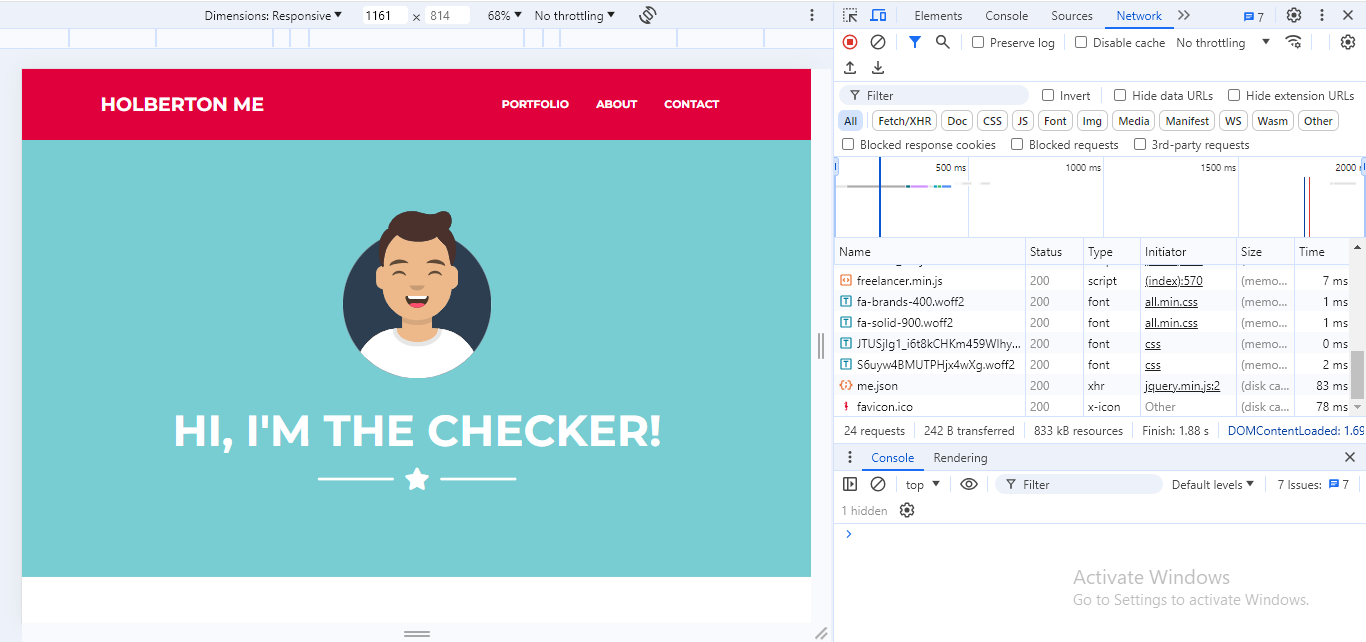 Dimensions: Responsive 1161 × 814 68% No throttling
HOLBERTON ME PORTFOLIO ABOUT CONTACT
HI, I'M THE CHECKER!
Elements Console Sources Network 7
Preserve log Disable cache No throttling
Filter Invert Hide data URLs Hide extension URLs
All Fetch/XHR Doc CSS JS Font Img Media Manifest WS Wasm Other
Blocked response cookies Blocked requests 3rd-party requests
500 ms 1000 ms 1500 ms 2000
Name Status Type Initiator Size Time
freelancer.min.js 200 script (index):570 (memo... 7 ms
fa-brands-400.woff2 200 font all.min.css (memo... 1 ms
fa-solid-900.woff2 200 font all.min.css (memo... 1 ms
JTUSjIg1_i6t8kCHKm459Wlhy... 200 font css (memo... 0 ms
S6uyw4BMUTPHjx4wXg.woff2 200 font css (memo... 2 ms
me.json 200 xhr jquery.min.js:2 (disk ca... 83 ms
favicon.ico 200 x-icon Other (disk ca... 78 ms
24 requests 242 B transferred 833 kB resources Finish: 1.88 s DOMContentLoaded: 1.69
Console Rendering
top Filter Default levels 7 Issues: 7
1 hidden
Activate Windows
Go to Settings to activate Windows.